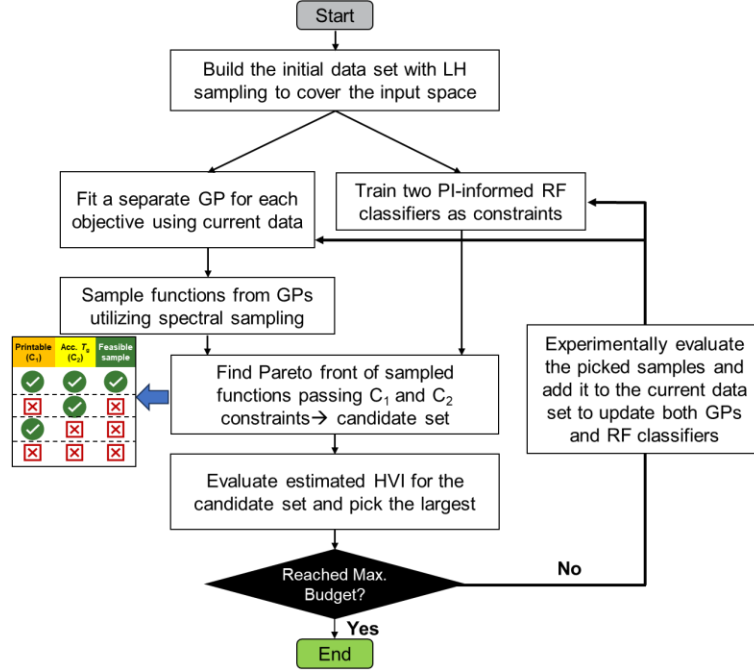 Start
Build the initial data set with LH
sampling to cover the input space
Fit a separate GP for each
objective using current data
Train two PI-informed RF
classifiers as constraints
Sample functions from GPs
utilizing spectral sampling
Printable
(C1)
Acc. Tg
(C2)
Feasible
sample
Find Pareto front of sampled
functions passing C1 and C2
constraints→ candidate set
Experimentally evaluate
the picked samples and
add it to the current data
set to update both GPs
and RF classifiers
Evaluate estimated HVI for the
candidate set and pick the largest
Reached Max.
Budget?
No
Yes
End